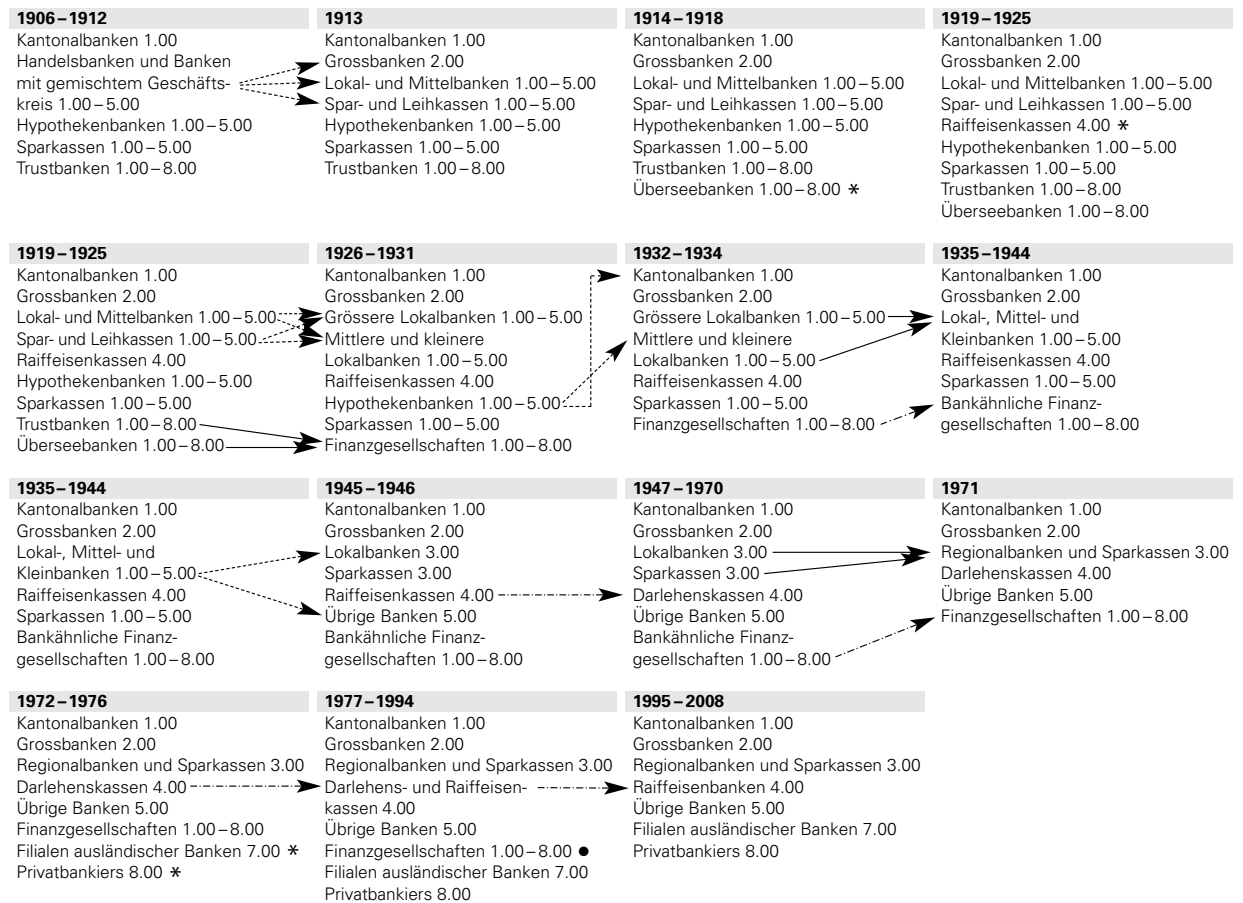 1906–1912
Kantonalbanken 1.00
Handelsbanken und Banken
mit gemischtem Geschäfts-
kreis 1.00–5.00
Hypothekenbanken 1.00–5.00
Sparkassen 1.00–5.00
Trustbanken 1.00–8.00
1913
Kantonalbanken 1.00
Grossbanken 2.00
Lokal- und Mittelbanken 1.00–5.00
Spar- und Leihkassen 1.00–5.00
Hypothekenbanken 1.00–5.00
Sparkassen 1.00–5.00
Trustbanken 1.00–8.00
1914–1918
Kantonalbanken 1.00
Grossbanken 2.00
Lokal- und Mittelbanken 1.00–5.00
Spar- und Leihkassen 1.00–5.00
Hypothekenbanken 1.00–5.00
Sparkassen 1.00–5.00
Trustbanken 1.00–8.00
Überseebanken 1.00–8.00 *
1919–1925
Kantonalbanken 1.00
Grossbanken 2.00
Lokal- und Mittelbanken 1.00–5.00
Spar- und Leihkassen 1.00–5.00
Raiffeisenkassen 4.00 *
Hypothekenbanken 1.00–5.00
Sparkassen 1.00–5.00
Trustbanken 1.00–8.00
Überseebanken 1.00–8.00
1919–1925
Kantonalbanken 1.00
Grossbanken 2.00
Lokal- und Mittelbanken 1.00–5.00
Spar- und Leihkassen 1.00–5.00
Raiffeisenkassen 4.00
Hypothekenbanken 1.00–5.00
Sparkassen 1.00–5.00
Trustbanken 1.00–8.00
Überseebanken 1.00–8.00
1926–1931
Kantonalbanken 1.00
Grossbanken 2.00
Grössere Lokalbanken 1.00–5.00
Mittlere und kleinere
Lokalbanken 1.00–5.00
Raiffeisenkassen 4.00
Hypothekenbanken 1.00–5.00
Sparkassen 1.00–5.00
Finanzgesellschaften 1.00–8.00
1932–1934
Kantonalbanken 1.00
Grossbanken 2.00
Grössere Lokalbanken 1.00–5.00
Mittlere und kleinere
Lokalbanken 1.00–5.00
Raiffeisenkassen 4.00
Sparkassen 1.00–5.00
Finanzgesellschaften 1.00–8.00
1935–1944
Kantonalbanken 1.00
Grossbanken 2.00
Lokal-, Mittel- und
Kleinbanken 1.00–5.00
Raiffeisenkassen 4.00
Sparkassen 1.00–5.00
Bankähnliche Finanz-
gesellschaften 1.00–8.00
1935–1944
Kantonalbanken 1.00
Grossbanken 2.00
Lokal-, Mittel- und
Kleinbanken 1.00–5.00
Raiffeisenkassen 4.00
Sparkassen 1.00–5.00
Bankähnliche Finanz-
gesellschaften 1.00–8.00
1945–1946
Kantonalbanken 1.00
Grossbanken 2.00
Lokalbanken 3.00
Sparkassen 3.00
Raiffeisenkassen 4.00
Übrige Banken 5.00
Bankähnliche Finanz-
gesellschaften 1.00–8.00
1947–1970
Kantonalbanken 1.00
Grossbanken 2.00
Lokalbanken 3.00
Sparkassen 3.00
Darlehenskassen 4.00
Übrige Banken 5.00
Bankähnliche Finanz-
gesellschaften 1.00–8.00
1971
Kantonalbanken 1.00
Grossbanken 2.00
Regionalbanken und Sparkassen 3.00
Darlehenskassen 4.00
Übrige Banken 5.00
Finanzgesellschaften 1.00–8.00
1972–1976
Kantonalbanken 1.00
Grossbanken 2.00
Regionalbanken und Sparkassen 3.00
Darlehenskassen 4.00
Übrige Banken 5.00
Finanzgesellschaften 1.00–8.00
Filialen ausländischer Banken 7.00 *
Privatbankiers 8.00 *
1977–1994
Kantonalbanken 1.00
Grossbanken 2.00
Regionalbanken und Sparkassen 3.00
Darlehens- und Raiffeisen-
kassen 4.00
Übrige Banken 5.00
Finanzgesellschaften 1.00–8.00 ●
Filialen ausländischer Banken 7.00
Privatbankiers 8.00
1995–2008
Kantonalbanken 1.00
Grossbanken 2.00
Regionalbanken und Sparkassen 3.00
Raiffeisenbanken 4.00
Übrige Banken 5.00
Filialen ausländischer Banken 7.00
Privatbankiers 8.00